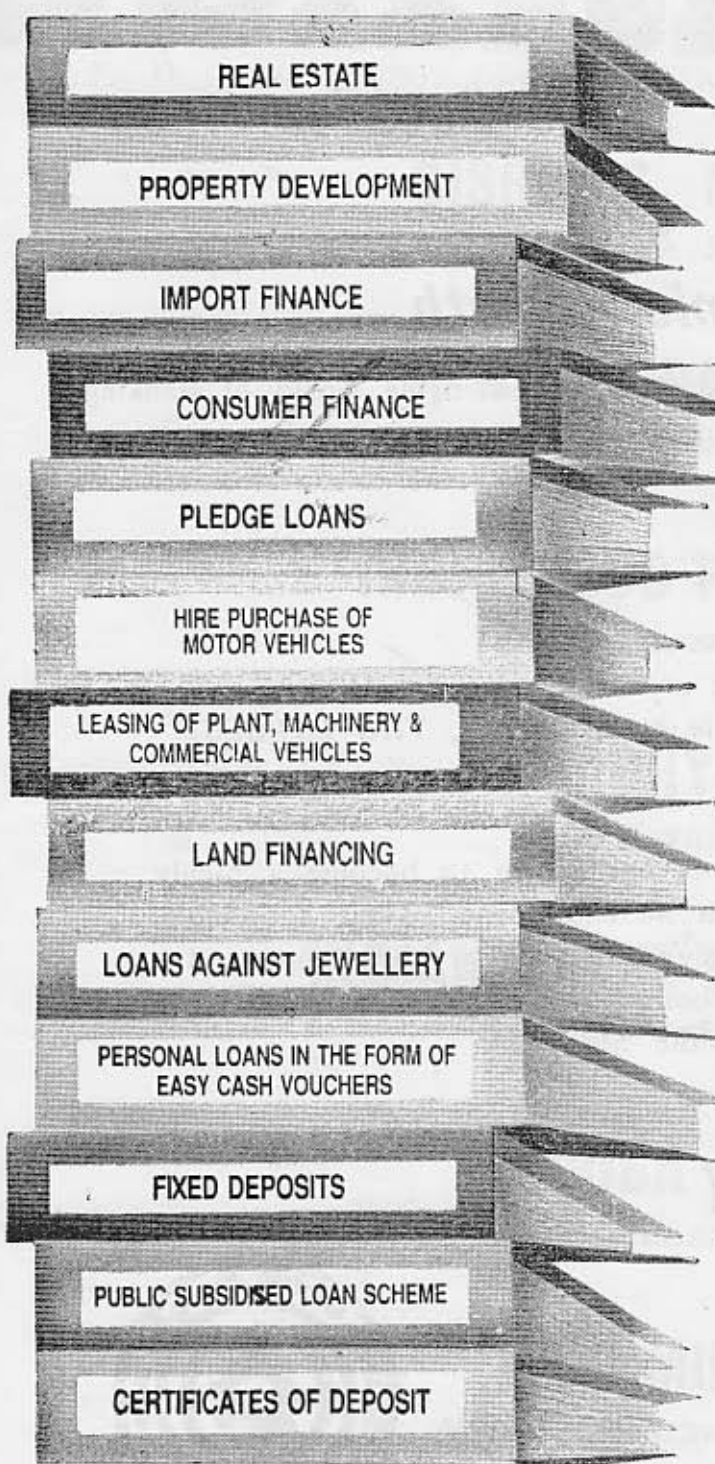 REAL ESTATE
PROPERTY DEVELOPMENT
IMPORT FINANCE
CONSUMER FINANCE
PLEDGE LOANS
HIRE PURCHASE OF
MOTOR VEHICLES
LEASING OF PLANT, MACHINERY &
COMMERCIAL VEHICLES
LAND FINANCING
LOANS AGAINST JEWELLERY
PERSONAL LOANS IN THE FORM OF
EASY CASH VOUCHERS
FIXED DEPOSITS
PUBLIC SUBSIDISED LOAN SCHEME
CERTIFICATES OF DEPOSIT